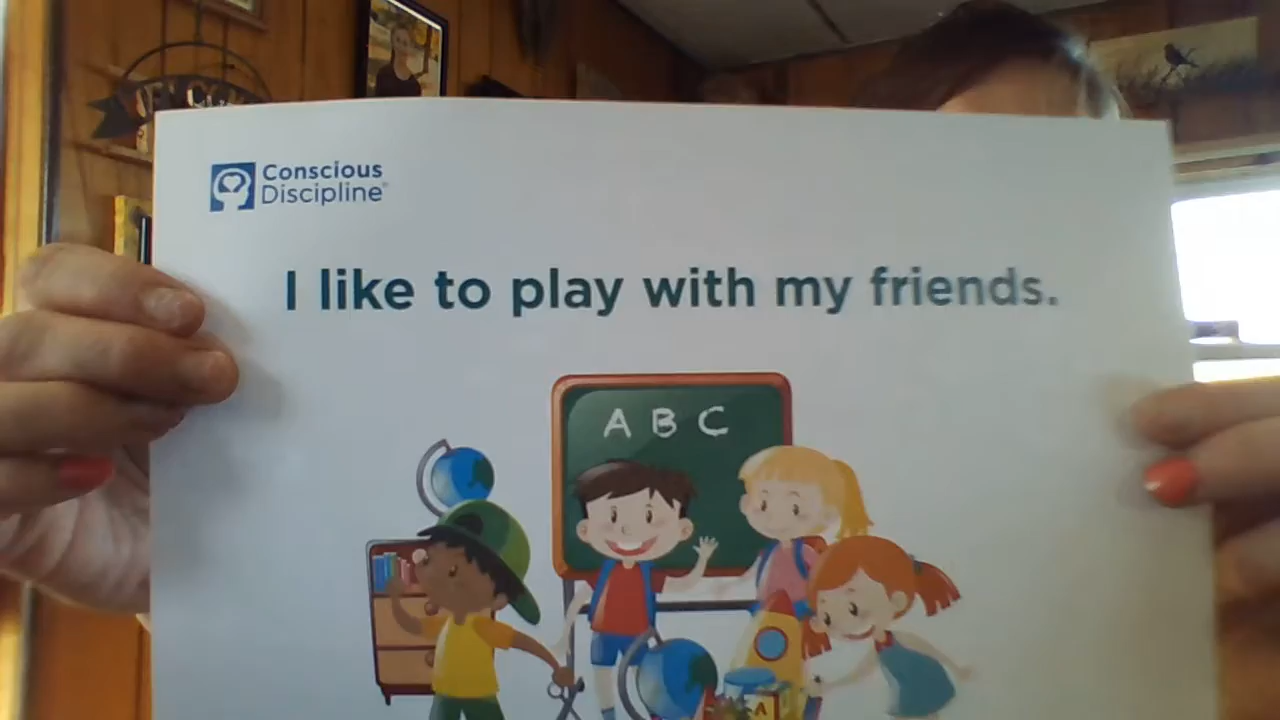 Conscious
Discipline®
I like to play with my friends.
A B C
A